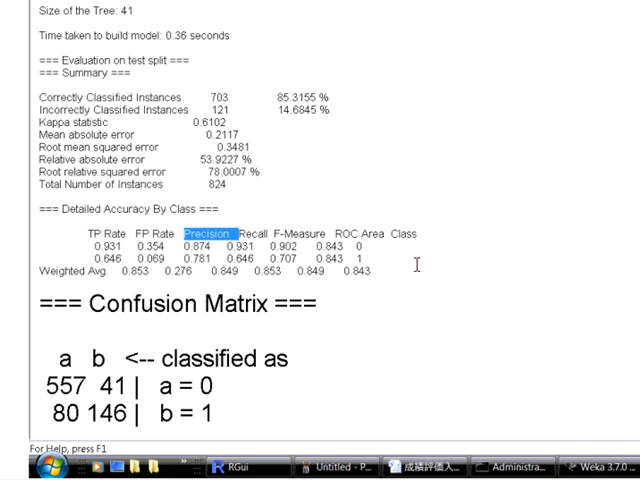 Size of the Tree: 41
Time taken to build model: 0.36 seconds
=== Evaluation on test split ===
=== Summary ===
Correctly Classified Instances 703 85.3155 %
Incorrectly Classified Instances 121 14.6845 %
Kappa statistic 0.6102
Mean absolute error 0.2117
Root mean squared error 0.3481
Relative absolute error 53.9227 %
Root relative squared error 78.0007 %
Total Number of Instances 824
=== Detailed Accuracy By Class ===
TP Rate FP Rate Precision Recall F-Measure ROC Area Class
0.931 0.354 0.874 0.931 0.902 0.843 0
0.646 0.069 0.781 0.646 0.707 0.843 1
Weighted Avg. 0.853 0.276 0.849 0.853 0.849 0.843
=== Confusion Matrix ===
a b <-- classified as
557 41 | a = 0
80 146 | b = 1
For Help, press F1
» RGui Untitled - P... 成績評価入... Administra... Weka 3.7.0 ...